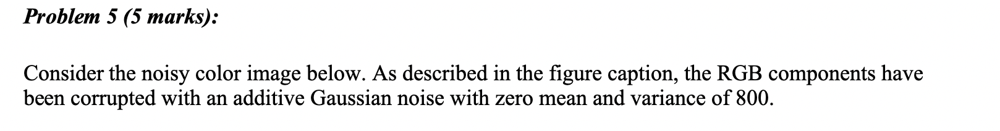 Problem 5 (5 marks):
Consider the noisy color image below. As described in the figure caption, the RGB components have
been corrupted with an additive Gaussian noise with zero mean and variance of 800.